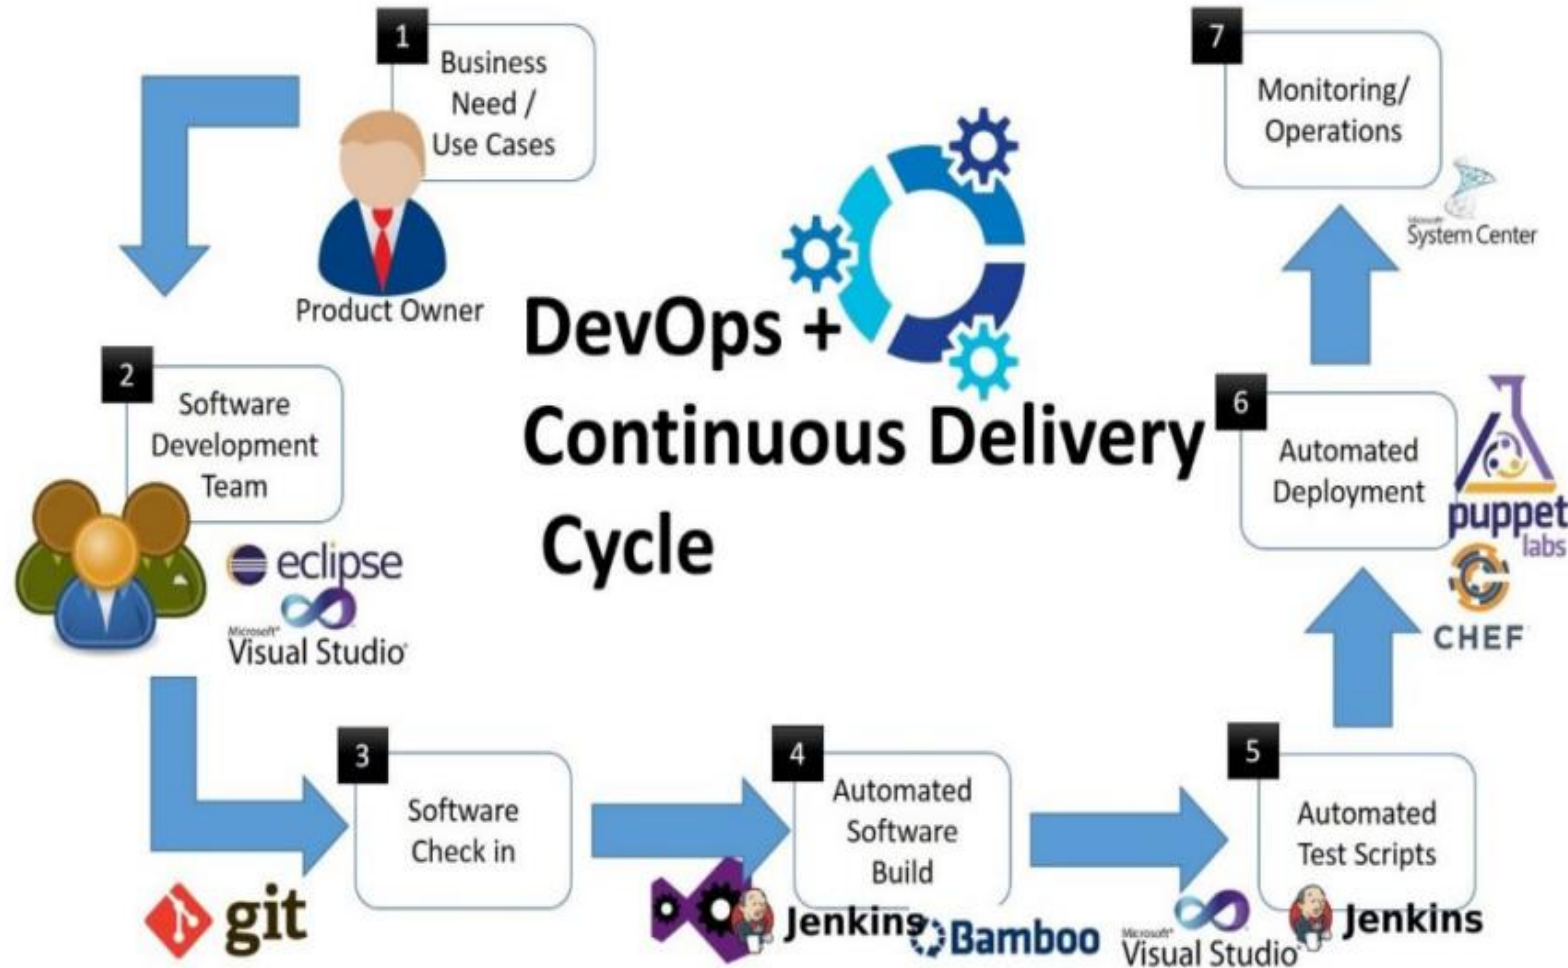 1
Business
Need /
Use Cases
Product Owner
2
Software
Development
Team
eclipse
Microsoft®
Visual Studio®
3
Software
Check in
git
4
Automated
Software
Build
Jenkins
Bamboo
5
Automated
Test Scripts
Microsoft®
Visual Studio®
Jenkins
6
Automated
Deployment
puppet
labs
CHEF
7
Monitoring/
Operations
Microsoft®
System Center
DevOps +
Continuous Delivery
Cycle